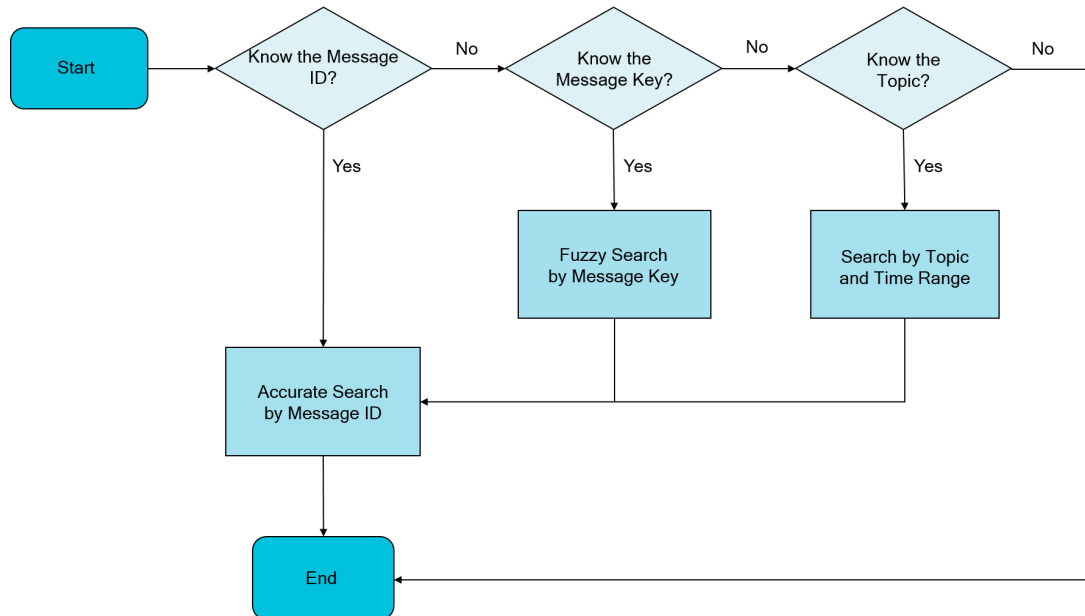 Start
Know the Message
ID?
No
Know the
Message Key?
No
Know the
Topic?
No
Yes
Yes
Yes
Fuzzy Search
by Message Key
Search by Topic
and Time Range
Accurate Search
by Message ID
End